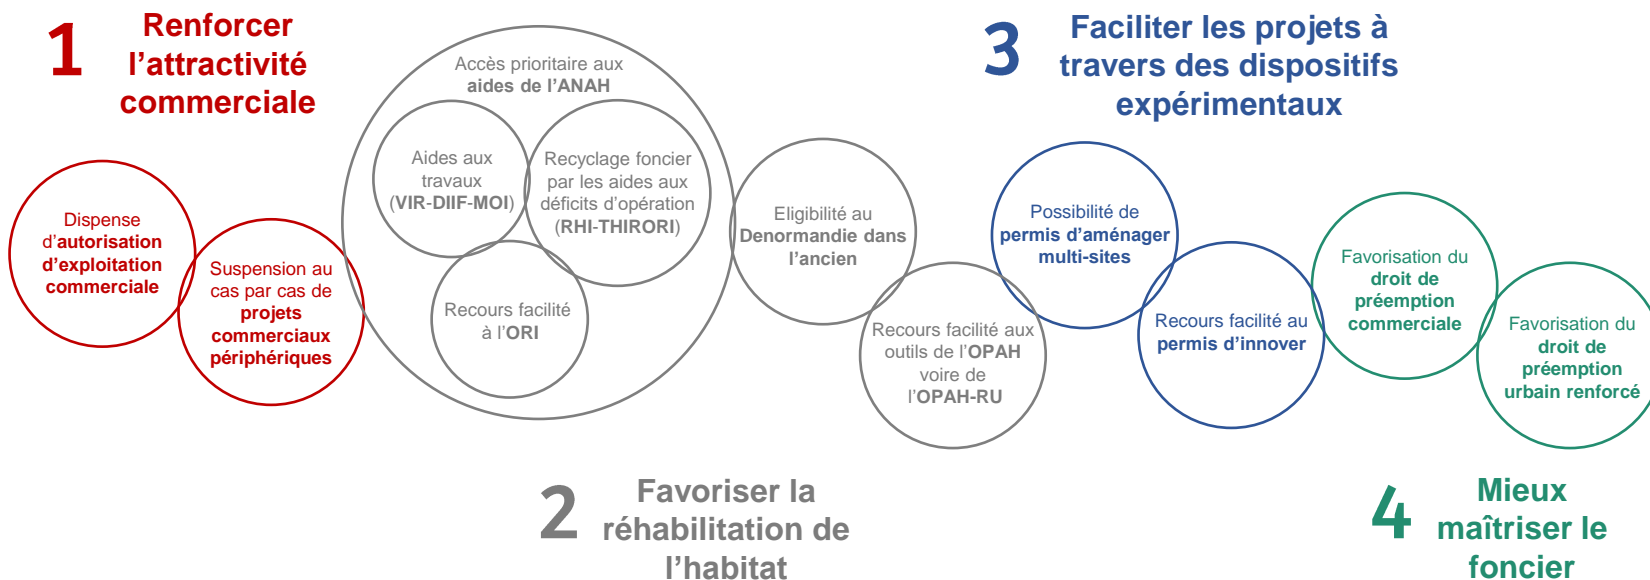 1
Renforcer
l'attractivité
commerciale
Dispense
d'autorisation
d'exploitation
commerciale
Suspension au
cas par cas de
projets
commerciaux
périphériques
2
Favoriser la
réhabilitation de
l'habitat
Accès prioritaire aux
aides de l'ANAH
Aides aux
travaux
(VIR-DIIF-MOI)
Recyclage foncier
par les aides aux
déficits d'opération
(RHI-THIRORI)
Recours facilité
à l'ORI
Eligibilité au
Denormandie dans
l'ancien
Recours facilité aux
outils de l'OPAH
voire de
l'OPAH-RU
3
Faciliter les projets à
travers des dispositifs
expérimentaux
Possibilité de
permis d'aménager
multi-sites
Recours facilité au
permis d'innover
4
Mieux
maîtriser le
foncier
Favorisation du
droit de
préemption
commerciale
Favorisation du
droit de
préemption
urbain renforcé